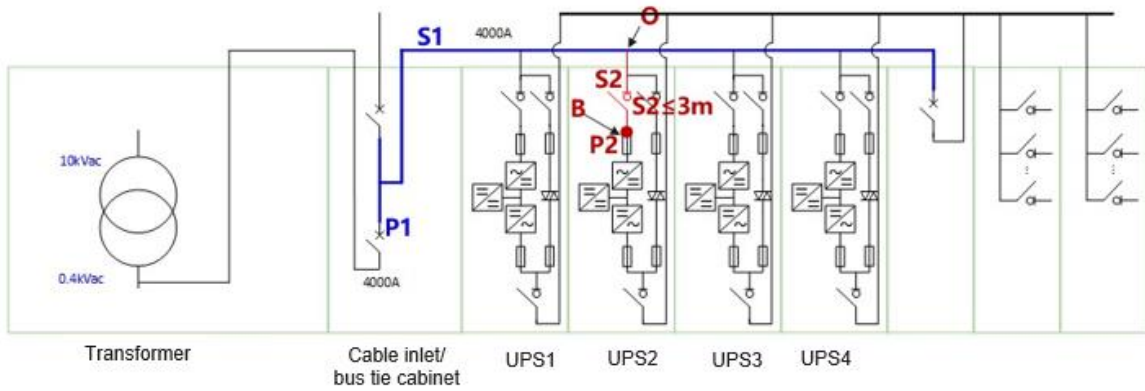 O
S1
4000A
S2
S2≤3m
B
P2
10kVac
P1
0.4kVac
4000A
Transformer
Cable inlet/
bus tie cabinet
UPS1
UPS2
UPS3
UPS4